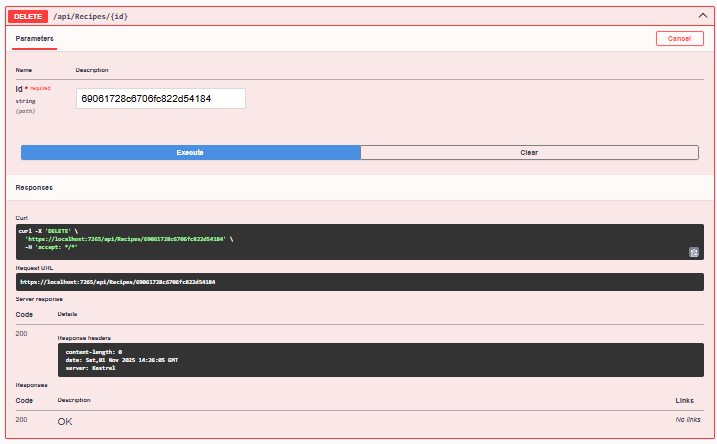 DELETE /api/Recipes/{id}
Parameters
Cancel
Name Description
id * required
string
(path)
69061728c6706fc822d54184
Execute Clear
Responses
Curl
curl -X 'DELETE' \
'https://localhost:7265/api/Recipes/69061728c6706fc822d54184' \
-H 'accept: */*'
Request URL
https://localhost:7265/api/Recipes/69061728c6706fc822d54184
Server response
Code Details
200
Response headers
content-length: 0
date: Sat,01 Nov 2025 14:26:05 GMT
server: Kestrel
Responses
Code Description Links
200 OK No links